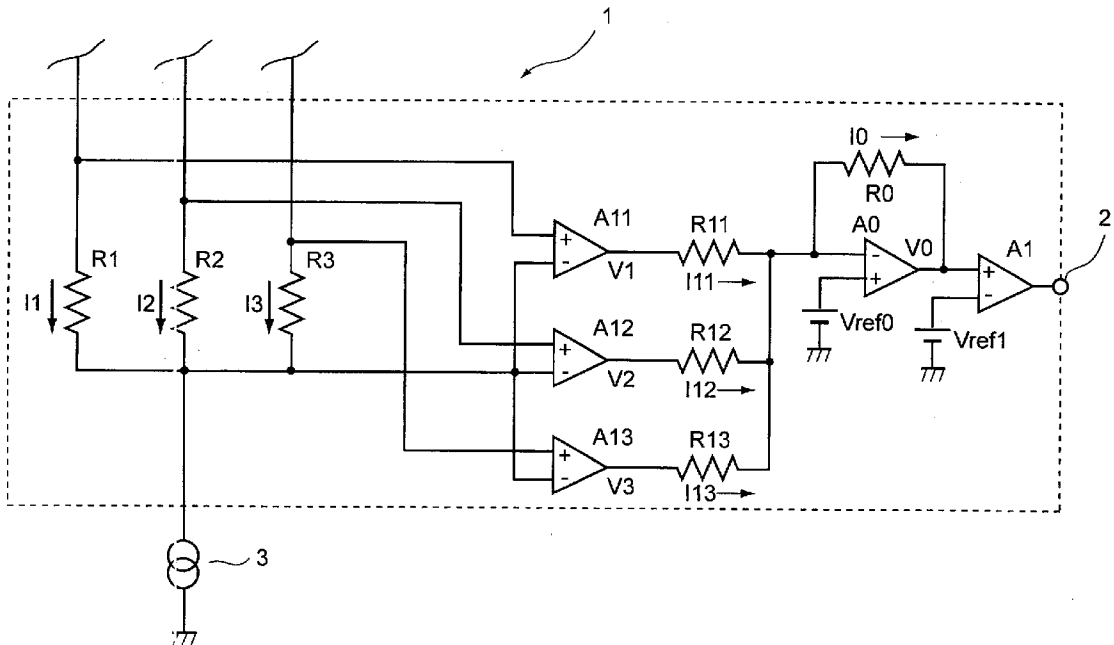 1
I0
R0
2
A11
R11
A0
V0
A1
+
-
-
+
+
-
R1
R2
R3
V1
I11
I1
I2
I3
Vref0
Vref1
A12
R12
+
-
V2
I12
A13
R13
+
-
V3
I13
3